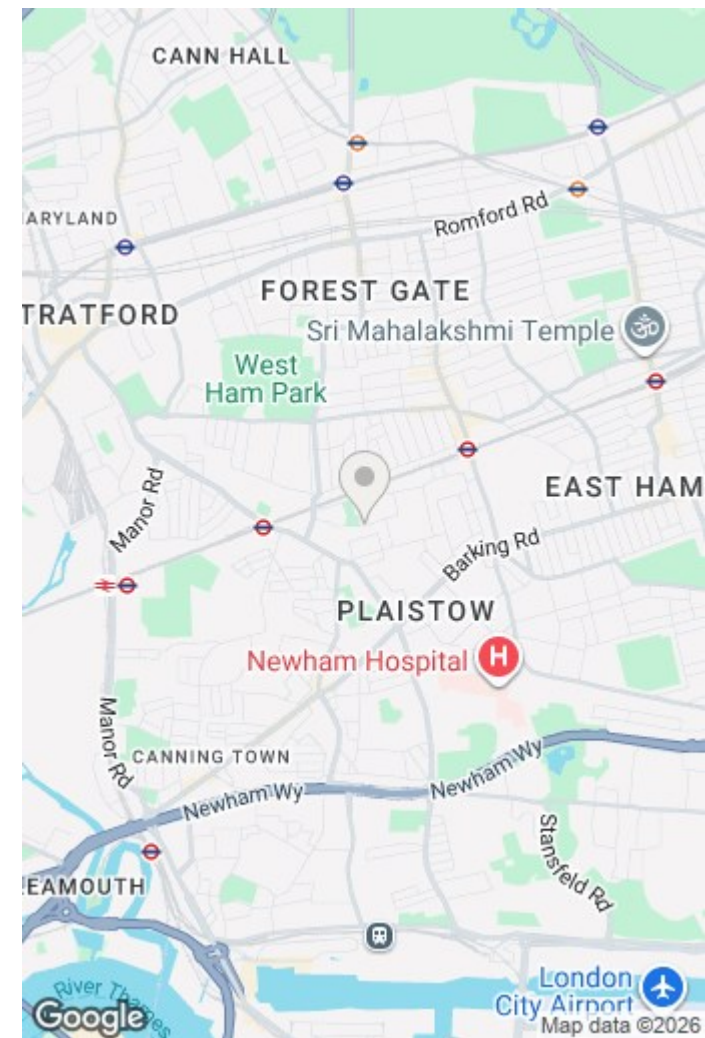 CANN HALL
ARYLAND
Romford Rd
FOREST GATE
TRATFORD
Sri Mahalakshmi Temple
ॐ
West
Ham Park
Manor Rd
EAST HAM
Barking Rd
PLAISTOW
Newham Hospital
H
Manor Rd
CANNING TOWN
Newham Wy
Newham Wy
Stansfeld Rd
EAMOUTH
River Thames
London
City Airport
Google
Map data ©2026